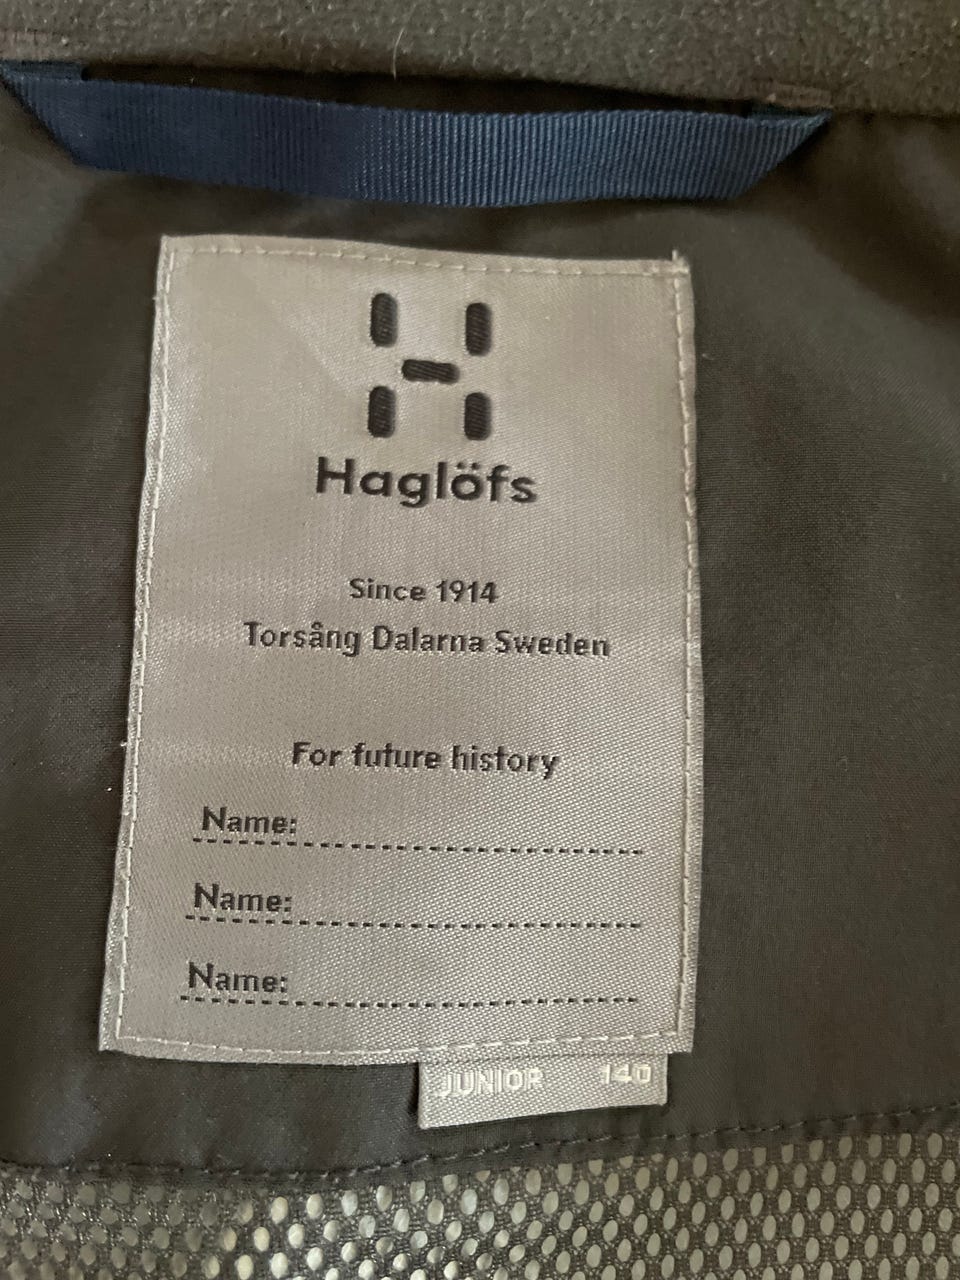 Haglöfs
Since 1914
Torsång Dalarna Sweden
For future history
Name:
Name:
Name:
JUNIOR 140